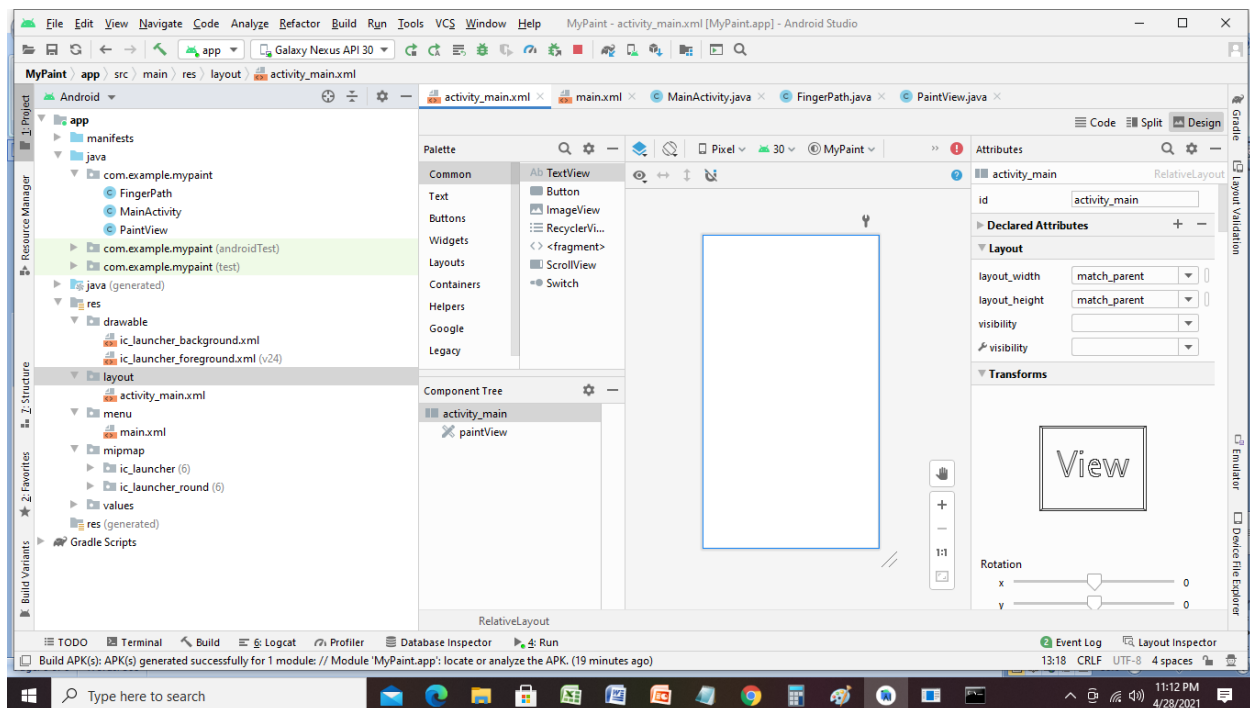 File Edit View Navigate Code Analyze Refactor Build Run Tools VCS Window Help MyPaint - activity_main.xml [MyPaint.app] - Android Studio
app Galaxy Nexus API 30
MyPaint app src main res layout activity_main.xml
1: Project
Resource Manager
Z: Structure
2: Favorites
Build Variants
Android
app
manifests
java
com.example.mypaint
FingerPath
MainActivity
PaintView
com.example.mypaint (androidTest)
com.example.mypaint (test)
java (generated)
res
drawable
ic_launcher_background.xml
ic_launcher_foreground.xml (v24)
layout
activity_main.xml
menu
main.xml
mipmap
ic_launcher (6)
ic_launcher_round (6)
values
res (generated)
Gradle Scripts
activity_main.xml main.xml MainActivity.java FingerPath.java PaintView.java
Code Split Design
Palette
Common
Text
Buttons
Widgets
Layouts
Containers
Helpers
Google
Legacy
Ab TextView
Button
ImageView
RecyclerVi...
<> <fragment>
ScrollView
Switch
Component Tree
activity_main
paintView
Pixel 30 MyPaint
1:1
RelativeLayout
Attributes
activity_main RelativeLayout
id activity_main
Declared Attributes
Layout
layout_width match_parent
layout_height match_parent
visibility
visibility
Transforms
View
Rotation
x 0
y 0
Gradle
Layout Validation
Emulator
Device File Explorer
TODO Terminal Build 6: Logcat Profiler Database Inspector 4: Run 2 Event Log Layout Inspector
Build APK(s): APK(s) generated successfully for 1 module: // Module 'MyPaint.app': locate or analyze the APK. (19 minutes ago) 13:18 CRLF UTF-8 4 spaces
Type here to search
11:12 PM
4/28/2021